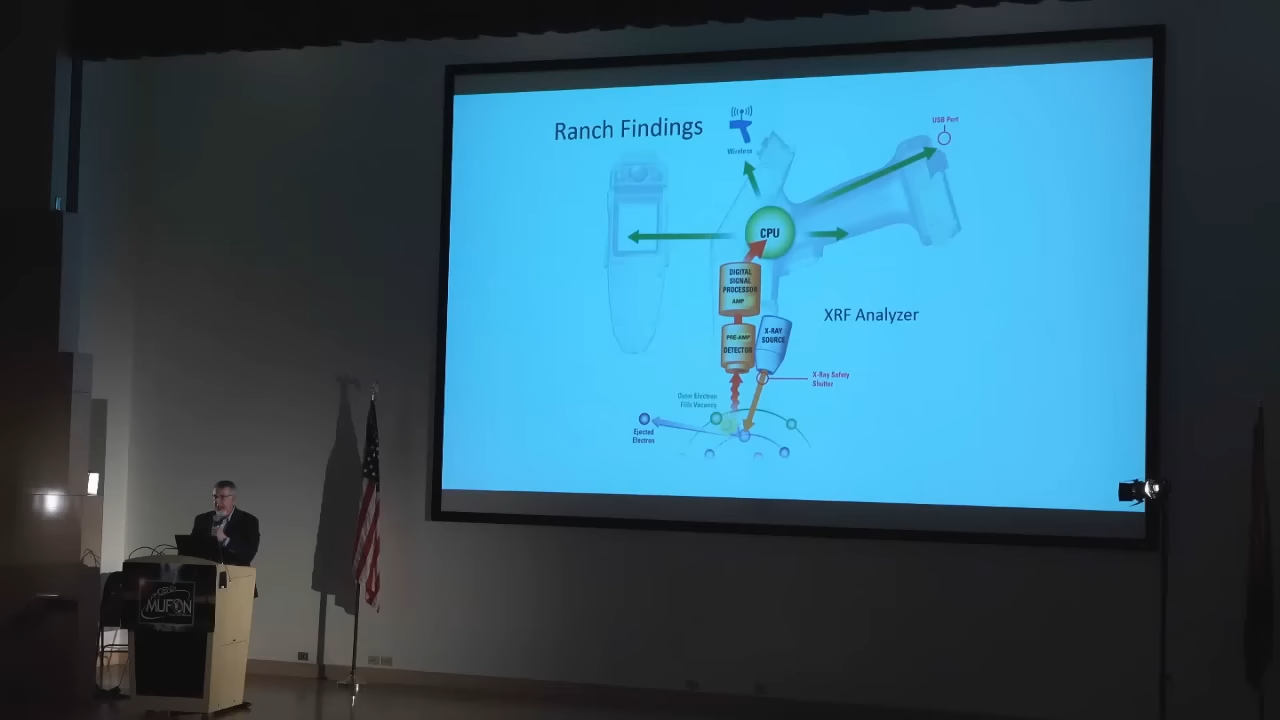 Ranch Findings
Wireless
USB Port
CPU
DIGITAL
SIGNAL
PROCESSOR
AMP
PRE-AMP
DETECTOR
X-RAY
SOURCE
XRF Analyzer
X-Ray Safety
Shutter
Outer Electron
Fills Vacancy
Ejected
Electron
MUFON